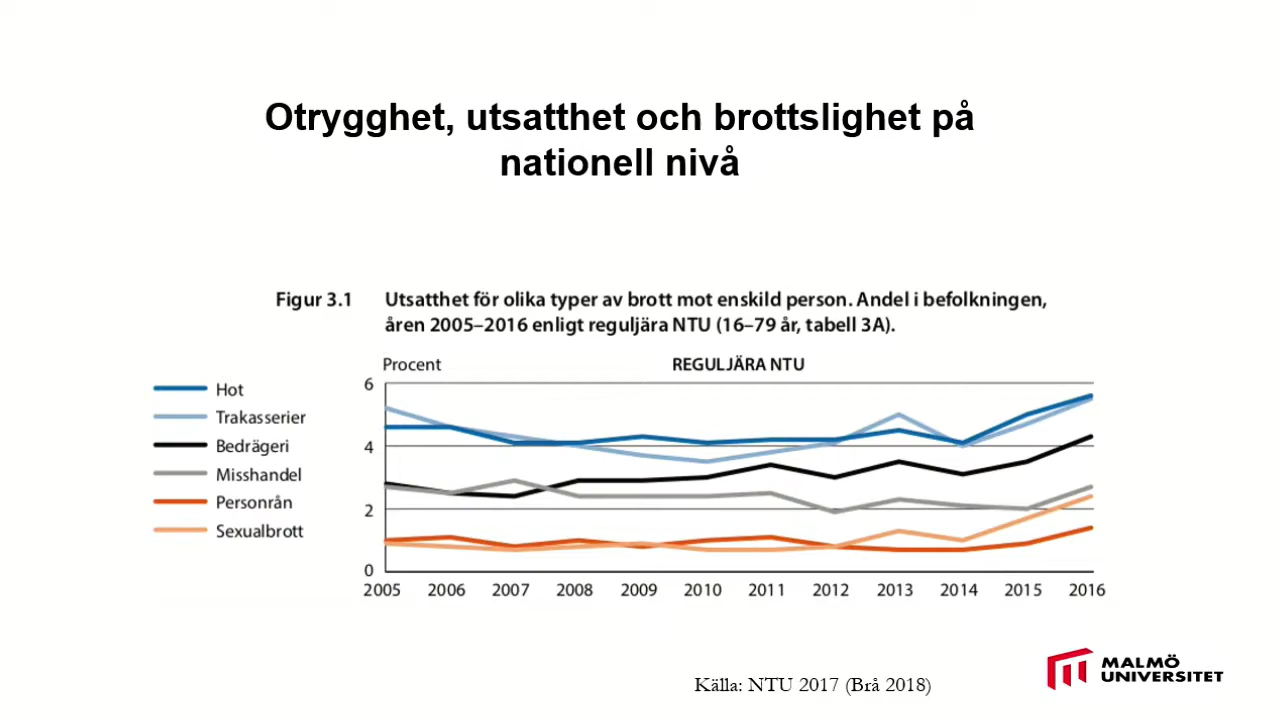 Otrygghet, utsatthet och brottslighet på
nationell nivå
Figur 3.1 Utsatthet för olika typer av brott mot enskild person. Andel i befolkningen,
åren 2005–2016 enligt reguljära NTU (16–79 år, tabell 3A).
Procent REGULJÄRA NTU
Hot
Trakasserier
Bedrägeri
Misshandel
Personrån
Sexualbrott
6
4
2
0
2005 2006 2007 2008 2009 2010 2011 2012 2013 2014 2015 2016
Källa: NTU 2017 (Brå 2018)
MALMÖ
UNIVERSITET